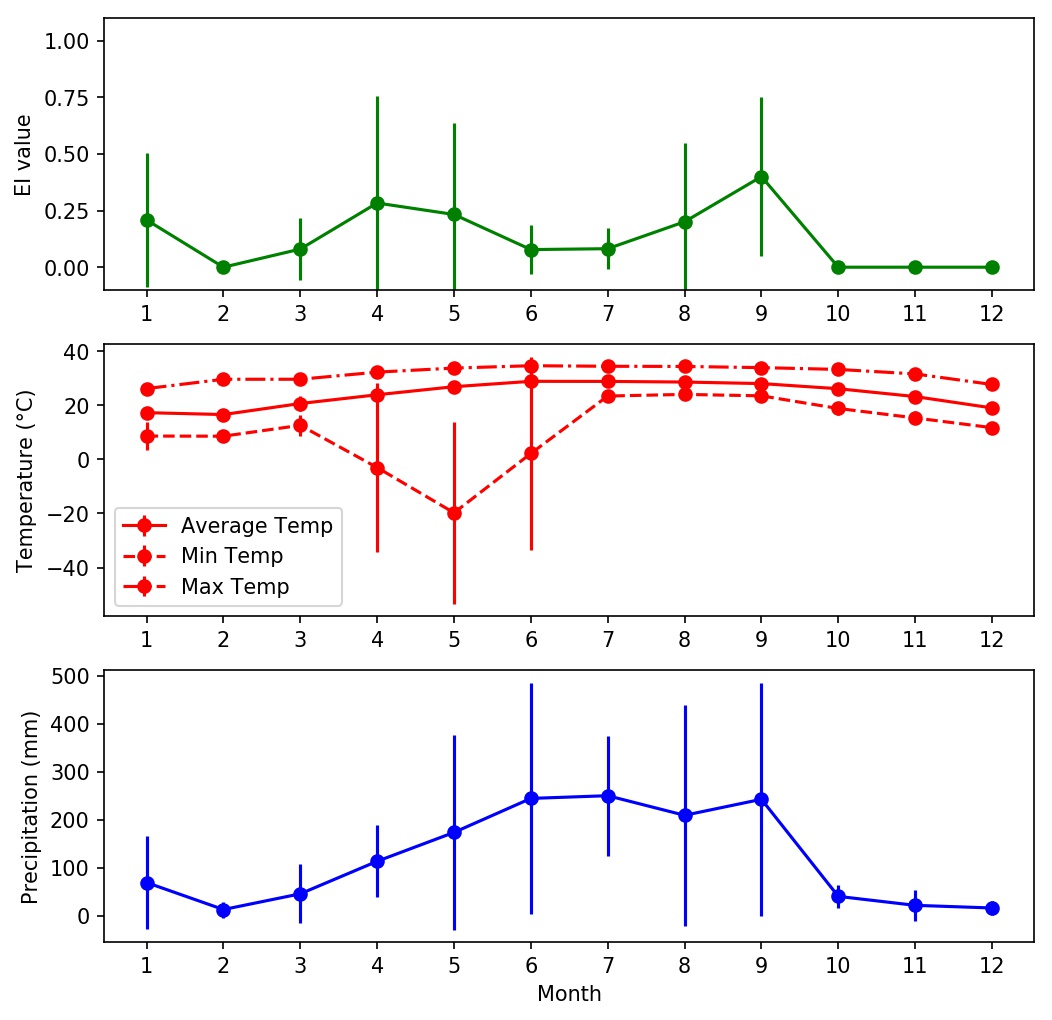 1.00
0.75
0.50
0.25
0.00
EI value
1 2 3 4 5 6 7 8 9 10 11 12
40
20
0
−20
−40
Temperature (°C)
Average Temp
Min Temp
Max Temp
1 2 3 4 5 6 7 8 9 10 11 12
500
400
300
200
100
0
Precipitation (mm)
1 2 3 4 5 6 7 8 9 10 11 12
Month